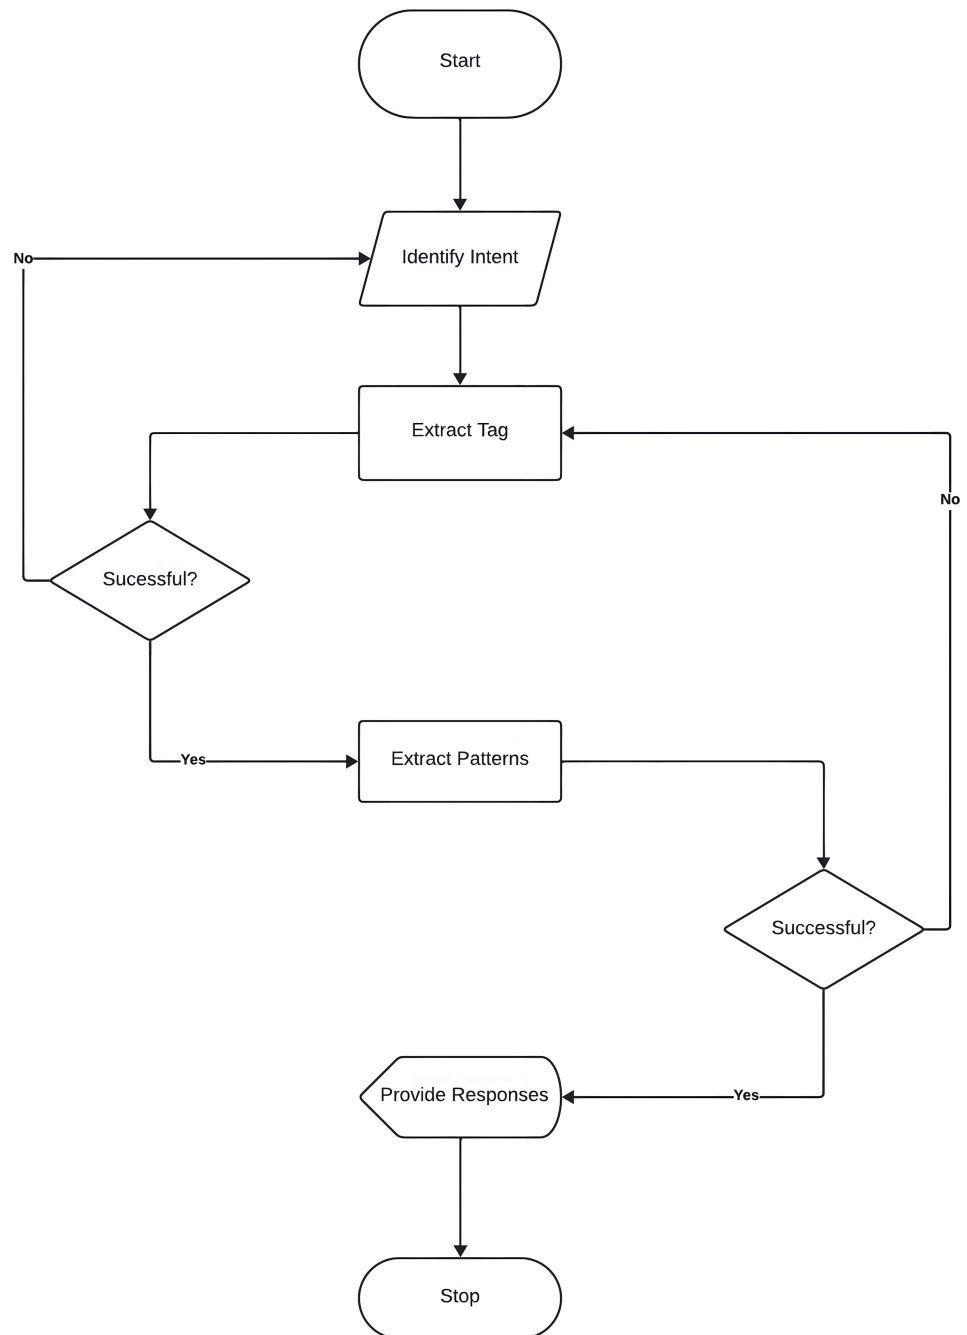 Start
No
Identify Intent
Extract Tag
No
Sucessful?
Yes
Extract Patterns
Successful?
Provide Responses
Yes
Stop